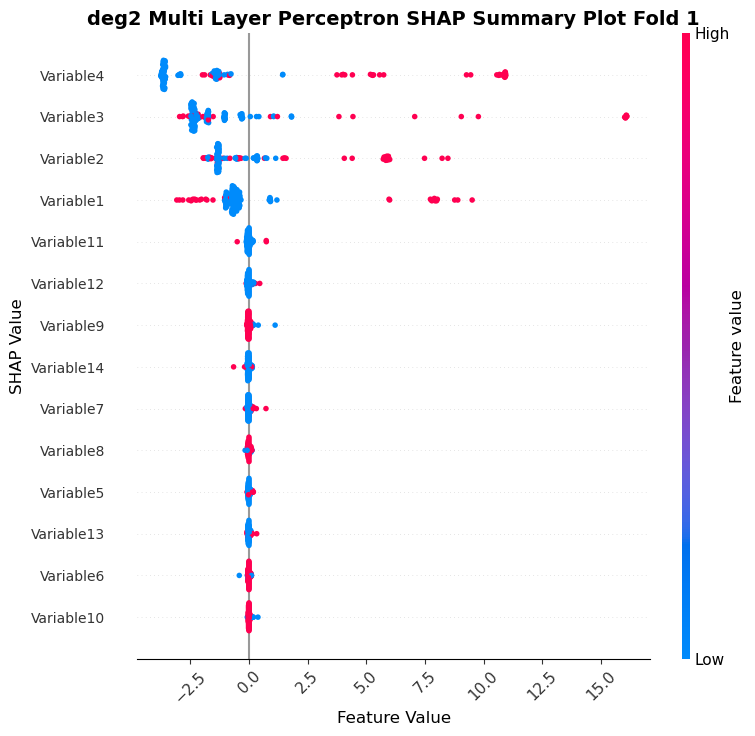 deg2 Multi Layer Perceptron SHAP Summary Plot Fold 1
High
Variable4
Variable3
Variable2
Variable1
Variable11
Variable12
Variable9
Variable14
Variable7
Variable8
Variable5
Variable13
Variable6
Variable10
SHAP Value
Feature value
Low
−2.5 0.0 2.5 5.0 7.5 10.0 12.5 15.0
Feature Value